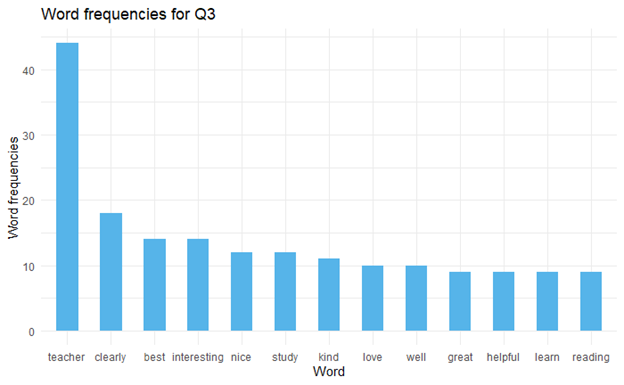 Word frequencies for Q3
Word frequencies
40
30
20
10
0
teacher clearly best interesting nice study kind love well great helpful learn reading
Word